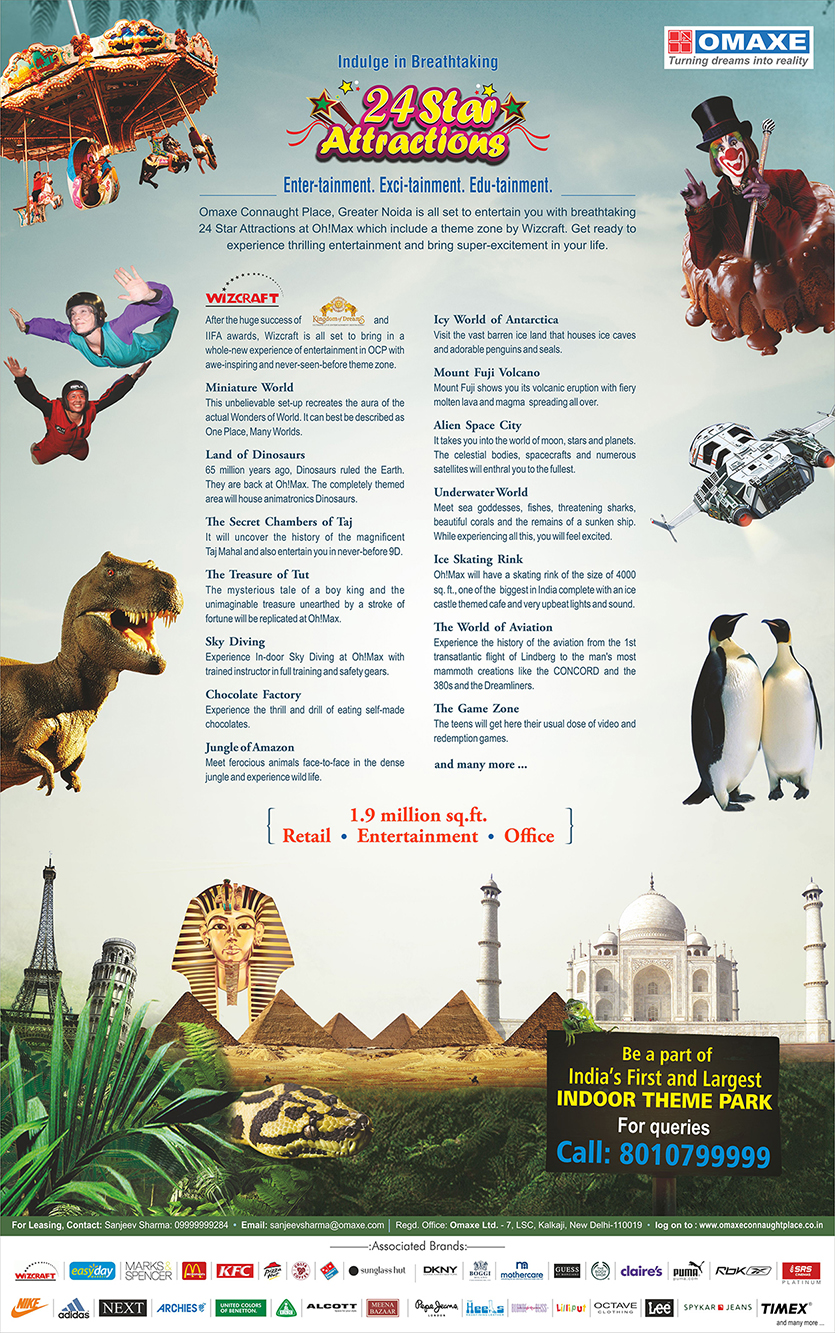 OMAXE
Turning dreams into reality
Indulge in Breathtaking
24 Star
Attractions
Enter-tainment. Exci-tainment. Edu-tainment.
Omaxe Connaught Place, Greater Noida is all set to entertain you with breathtaking
24 Star Attractions at Oh!Max which include a theme zone by Wizcraft. Get ready to
experience thrilling entertainment and bring super-excitement in your life.
WIZCRAFT
After the huge success of Kingdom of Dreams and
IIFA awards, Wizcraft is all set to bring in a
whole-new experience of entertainment in OCP with
awe-inspiring and never-seen-before theme zone.
Miniature World
This unbelievable set-up recreates the aura of the
actual Wonders of World. It can best be described as
One Place, Many Worlds.
Land of Dinosaurs
65 million years ago, Dinosaurs ruled the Earth.
They are back at Oh!Max. The completely themed
area will house animatronics Dinosaurs.
The Secret Chambers of Taj
It will uncover the history of the magnificent
Taj Mahal and also entertain you in never-before 9D.
The Treasure of Tut
The mysterious tale of a boy king and the
unimaginable treasure unearthed by a stroke of
fortune will be replicated at Oh!Max.
Sky Diving
Experience In-door Sky Diving at Oh!Max with
trained instructor in full training and safety gears.
Chocolate Factory
Experience the thrill and drill of eating self-made
chocolates.
Jungle of Amazon
Meet ferocious animals face-to-face in the dense
jungle and experience wild life.
Icy World of Antarctica
Visit the vast barren ice land that houses ice caves
and adorable penguins and seals.
Mount Fuji Volcano
Mount Fuji shows you its volcanic eruption with fiery
molten lava and magma spreading all over.
Alien Space City
It takes you into the world of moon, stars and planets.
The celestial bodies, spacecrafts and numerous
satellites will enthral you to the fullest.
Underwater World
Meet sea goddesses, fishes, threatening sharks,
beautiful corals and the remains of a sunken ship.
While experiencing all this, you will feel excited.
Ice Skating Rink
Oh!Max will have a skating rink of the size of 4000
sq. ft., one of the biggest in India complete with an ice
castle themed cafe and very upbeat lights and sound.
The World of Aviation
Experience the history of the aviation from the 1st
transatlantic flight of Lindberg to the man's most
mammoth creations like the CONCORD and the
380s and the Dreamliners.
The Game Zone
The teens will get here their usual dose of video and
redemption games.
and many more ...
1.9 million sq.ft.
Retail • Entertainment • Office
Be a part of
India's First and Largest
INDOOR THEME PARK
For queries
Call: 8010799999
For Leasing, Contact: Sanjeev Sharma: 09999999284 • Email: sanjeevsharma@omaxe.com | Regd. Office: Omaxe Ltd. - 7, LSC, Kalkaji, New Delhi-110019 • log on to : www.omaxeconnaughtplace.co.in
:Associated Brands:
WIZCRAFT easyday MARKS & SPENCER McDonald's KFC Pizza Hut sunglass hut DKNY BOGGI mothercare GUESS claire's PUMA Rbk SRS Cinemas PLATINUM
NIKE adidas NEXT ARCHIES UNITED COLORS OF BENETTON. ALCOTT MEENA BAZAAR Pepe Jeans LONDON Heels Lilliput OCTAVE CLOTHING Lee SPYKAR JEANS TIMEX
and many more ...